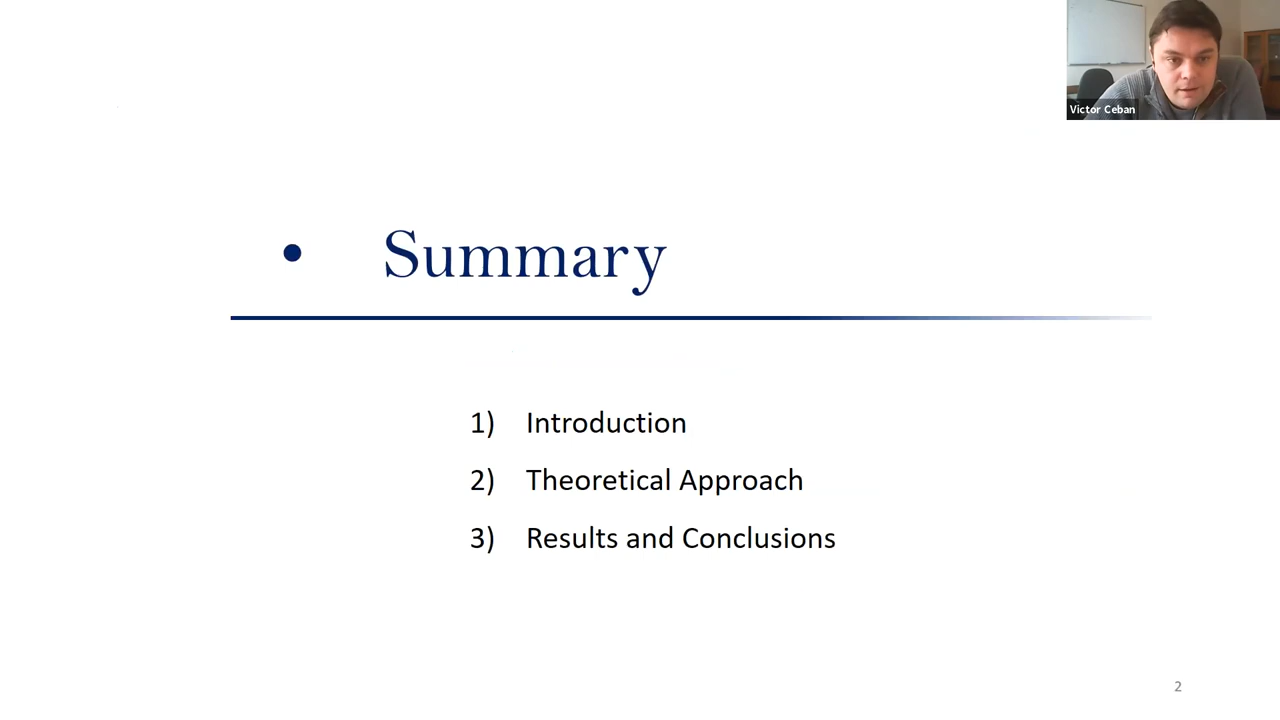 Victor Ceban
• Summary
1) Introduction
2) Theoretical Approach
3) Results and Conclusions
2